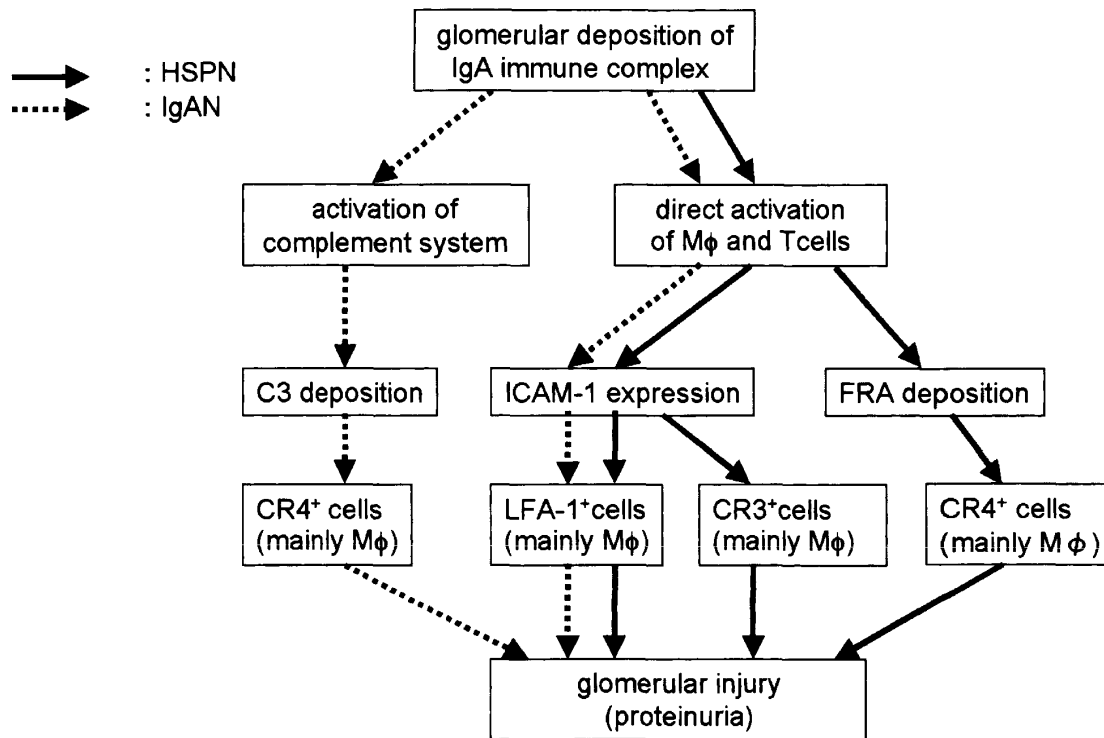 glomerular deposition of
IgA immune complex
: HSPN
: IgAN
activation of
complement system
direct activation
of Mϕ and Tcells
C3 deposition
ICAM-1 expression
FRA deposition
CR4⁺ cells
(mainly Mϕ)
LFA-1⁺cells
(mainly Mϕ)
CR3⁺cells
(mainly Mϕ)
CR4⁺ cells
(mainly M ϕ)
glomerular injury
(proteinuria)